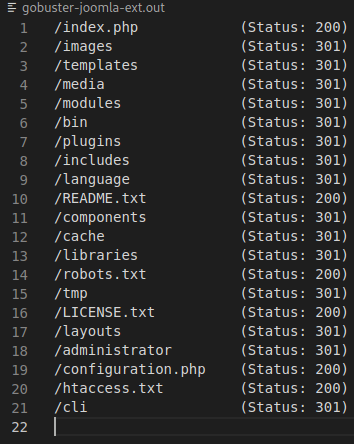 gobuster-joomla-ext.out
1 /index.php (Status: 200)
2 /images (Status: 301)
3 /templates (Status: 301)
4 /media (Status: 301)
5 /modules (Status: 301)
6 /bin (Status: 301)
7 /plugins (Status: 301)
8 /includes (Status: 301)
9 /language (Status: 301)
10 /README.txt (Status: 200)
11 /components (Status: 301)
12 /cache (Status: 301)
13 /libraries (Status: 301)
14 /robots.txt (Status: 200)
15 /tmp (Status: 301)
16 /LICENSE.txt (Status: 200)
17 /layouts (Status: 301)
18 /administrator (Status: 301)
19 /configuration.php (Status: 200)
20 /htaccess.txt (Status: 200)
21 /cli (Status: 301)
22